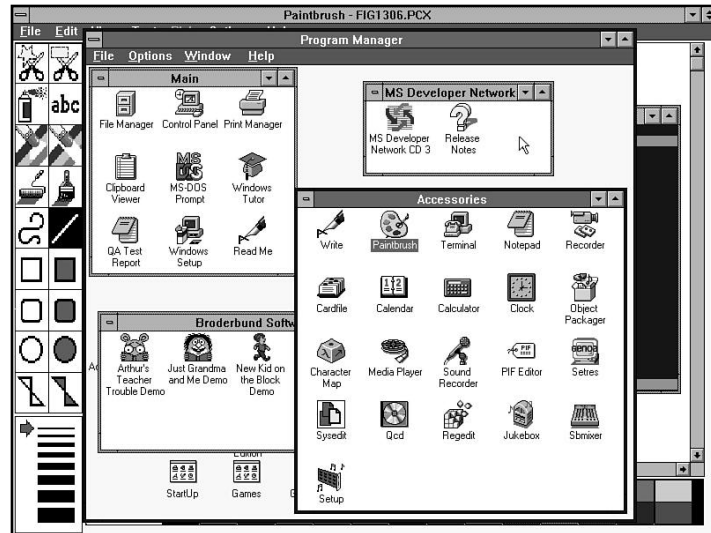 Paintbrush - FIG1306.PCX
File Edit
abc
Program Manager
File Options Window Help
Main
File Manager Control Panel Print Manager
Clipboard Viewer
MS-DOS Prompt
Windows Tutor
QA Test Report
Windows Setup
Read Me
MS Developer Network
MS Developer Network CD 3
Release Notes
Accessories
Write Paintbrush Terminal Notepad Recorder
Cardfile Calendar Calculator Clock Object Packager
Character Map
Media Player
Sound Recorder
PIF Editor
Setres
Sysedit Qcd Regedit Jukebox Sbmixer
Setup
Broderbund Softw
Arthur's Teacher Trouble Demo
Just Grandma and Me Demo
New Kid on the Block Demo
Edition
StartUp Games